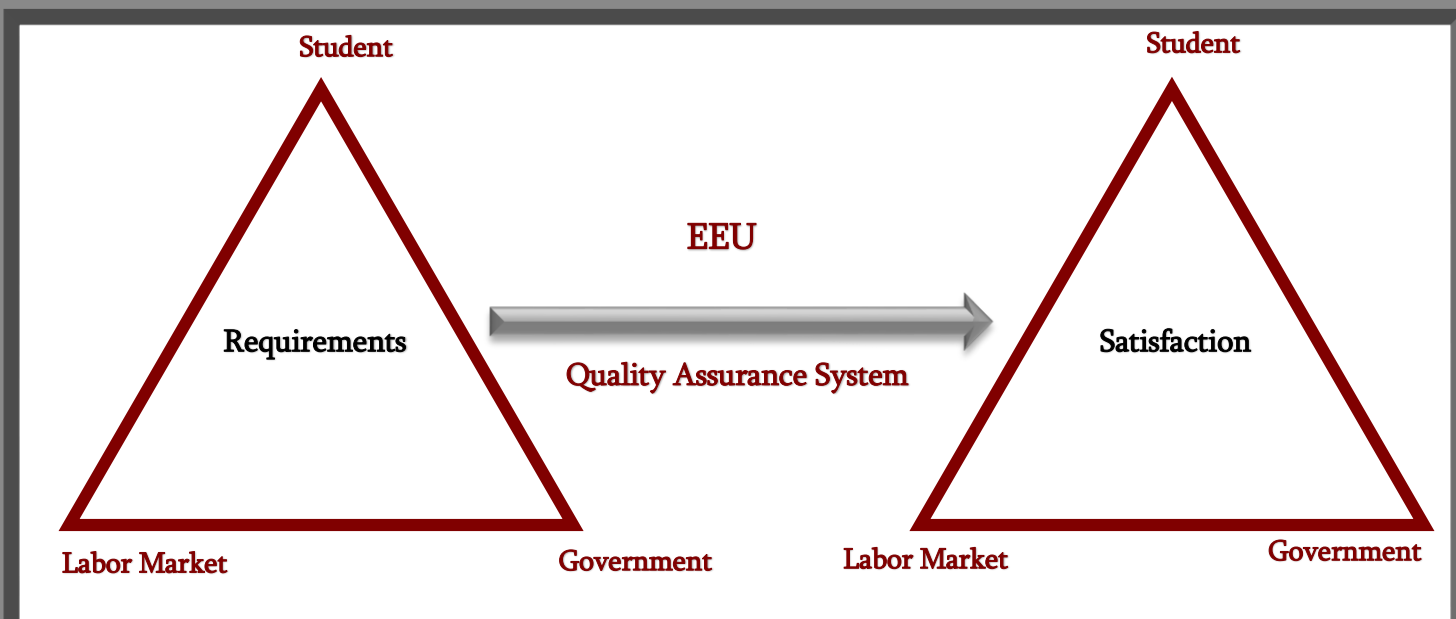 Student
Student
EEU
Requirements
Satisfaction
Quality Assurance System
Labor Market
Government
Labor Market
Government